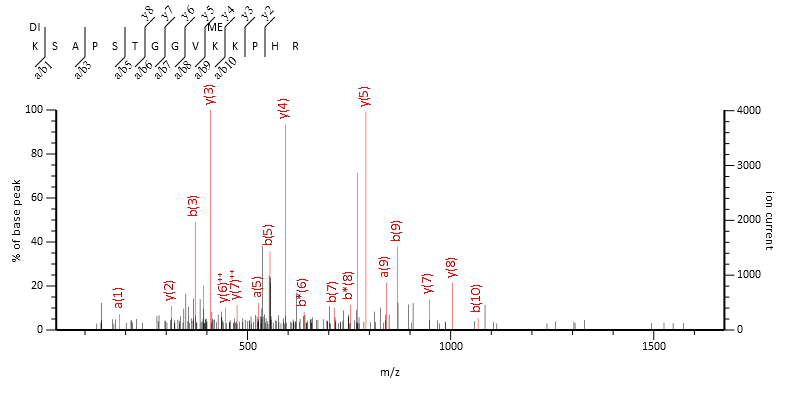 y8 y7 y6 y5 y4 y3 y2
DI ME
K S A P S T G G V K K P H R
a/b1 a/b3 a/b5 a/b6 a/b7 a/b8 a/b9 a/b10
100 y(3) y(5) 4000
y(4)
80
3000
60
b(3)
40 b(5) b(9) 2000
20 a(1) y(2) y(6)++ y(7)++ a(5) b*(6) b(7) b*(8) a(9) y(7) y(8) b(10) 1000
0 0
500 1000 1500
m/z
% of base peak
ion current